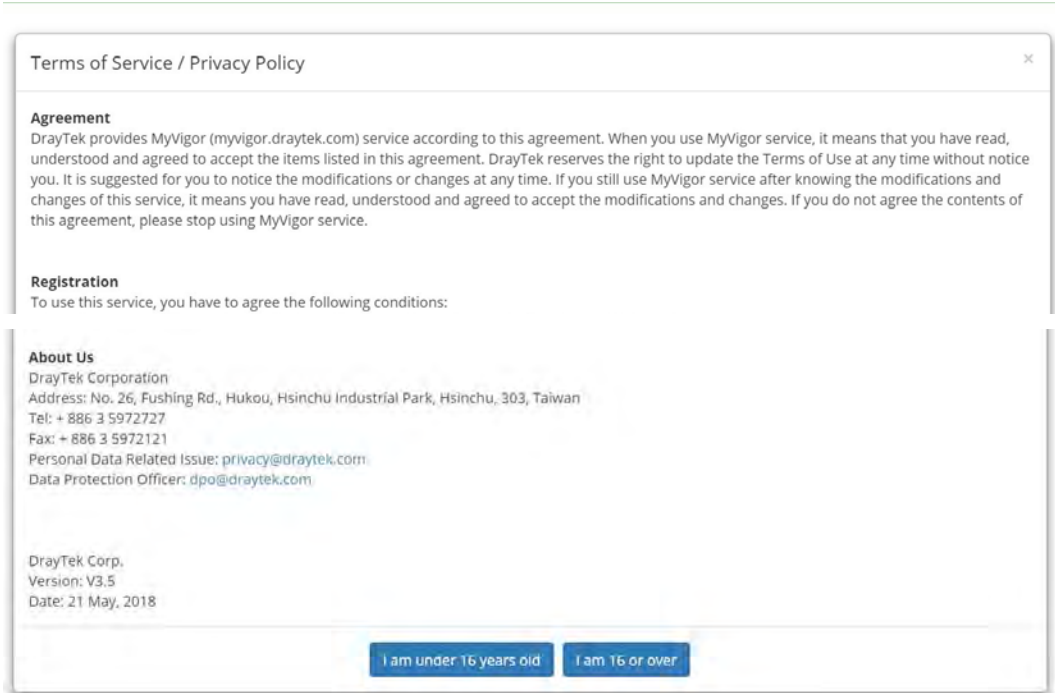 Terms of Service / Privacy Policy
×
Agreement
DrayTek provides MyVigor (myvigor.draytek.com) service according to this agreement. When you use MyVigor service, it means that you have read,
understood and agreed to accept the items listed in this agreement. DrayTek reserves the right to update the Terms of Use at any time without notice
you. It is suggested for you to notice the modifications or changes at any time. If you still use MyVigor service after knowing the modifications and
changes of this service, it means you have read, understood and agreed to accept the modifications and changes. If you do not agree the contents of
this agreement, please stop using MyVigor service.
Registration
To use this service, you have to agree the following conditions:
About Us
DrayTek Corporation
Address: No. 26, Fushing Rd., Hukou, Hsinchu Industrial Park, Hsinchu, 303, Taiwan
Tel: + 886 3 5972727
Fax: + 886 3 5972121
Personal Data Related Issue: privacy@draytek.com
Data Protection Officer: dpo@draytek.com
DrayTek Corp.
Version: V3.5
Date: 21 May, 2018
I am under 16 years old I am 16 or over